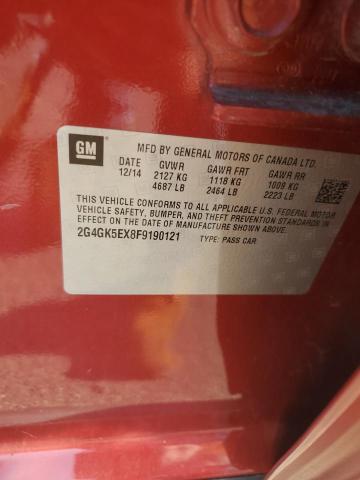 GM
MFD BY GENERAL MOTORS OF CANADA LTD.
DATE GVWR GAWR FRT GAWR RR
12/14 2127 KG 1118 KG 1009 KG
4687 LB 2464 LB 2223 LB
THIS VEHICLE CONFORMS TO ALL APPLICABLE U.S. FEDERAL MOTOR
VEHICLE SAFETY, BUMPER, AND THEFT PREVENTION STANDARDS IN
EFFECT ON THE DATE OF MANUFACTURE SHOWN ABOVE.
2G4GK5EX8F9190121 TYPE: PASS CAR